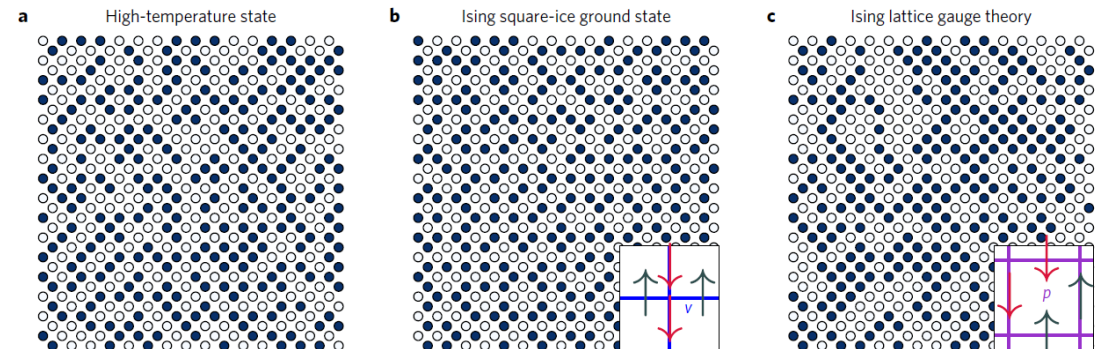 a High-temperature state
b Ising square-ice ground state
c Ising lattice gauge theory
v
p